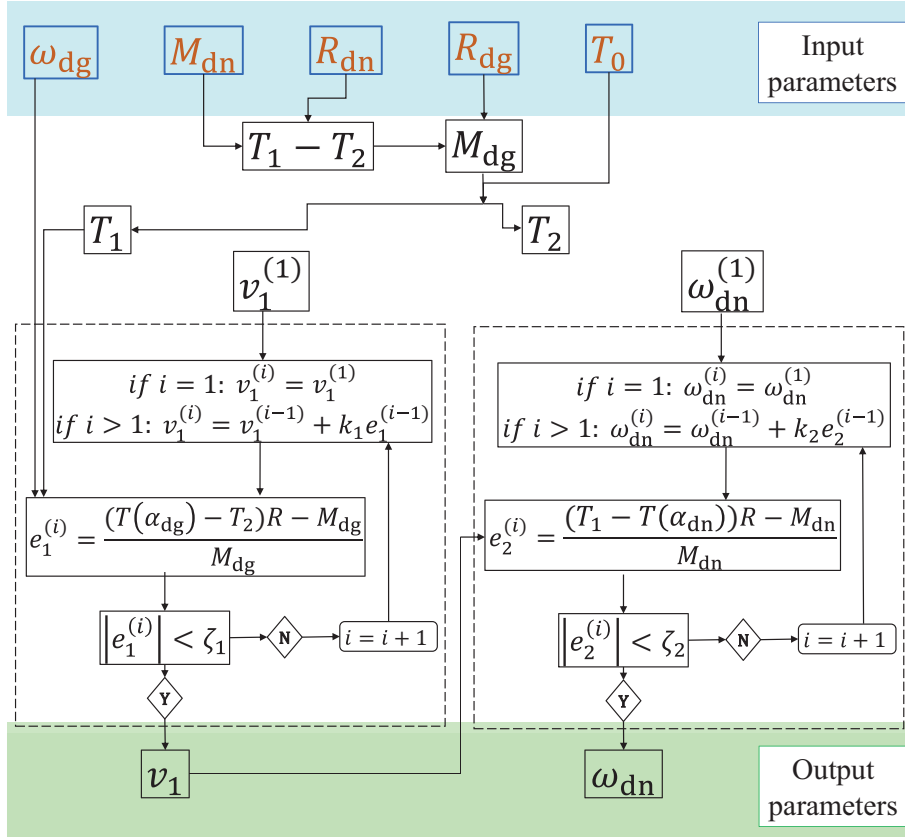 ω_dg M_dn R_dn R_dg T_0
Input
parameters
T_1 − T_2
M_dg
T_1
T_2
v_1^(1)
ω_dn^(1)
if i = 1: v_1^(i) = v_1^(1)
if i > 1: v_1^(i) = v_1^(i−1) + k_1 e_1^(i−1)
if i = 1: ω_dn^(i) = ω_dn^(1)
if i > 1: ω_dn^(i) = ω_dn^(i−1) + k_2 e_2^(i−1)
e_1^(i) = ((T(α_dg) − T_2)R − M_dg) / M_dg
e_2^(i) = ((T_1 − T(α_dn))R − M_dn) / M_dn
|e_1^(i)| < ζ_1
N
i = i + 1
|e_2^(i)| < ζ_2
N
i = i + 1
Y
Y
v_1
ω_dn
Output
parameters